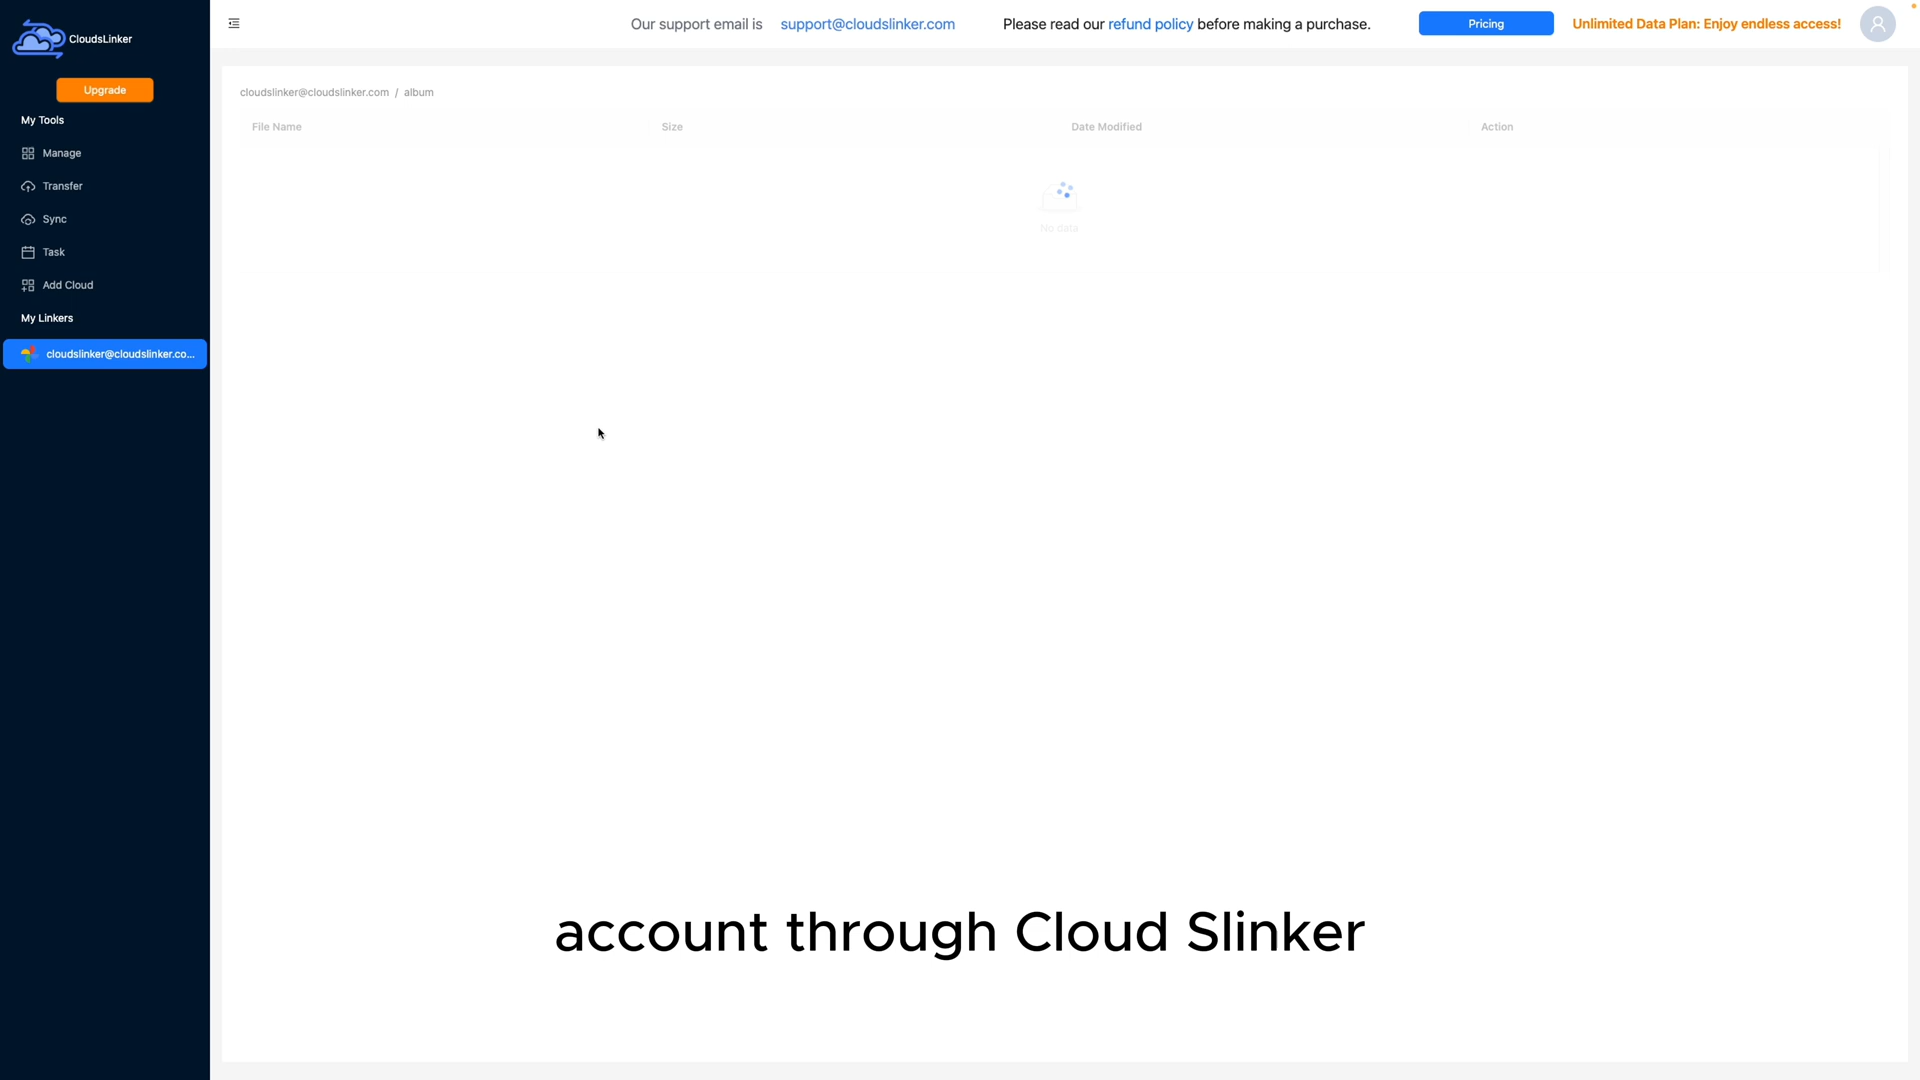 CloudsLinker
Our support email is support@cloudslinker.com Please read our refund policy before making a purchase. Pricing Unlimited Data Plan: Enjoy endless access!
Upgrade
My Tools
Manage
Transfer
Sync
Task
Add Cloud
My Linkers
cloudslinker@cloudslinker.co...
cloudslinker@cloudslinker.com / album
File Name Size Date Modified Action
No data
account through Cloud Slinker